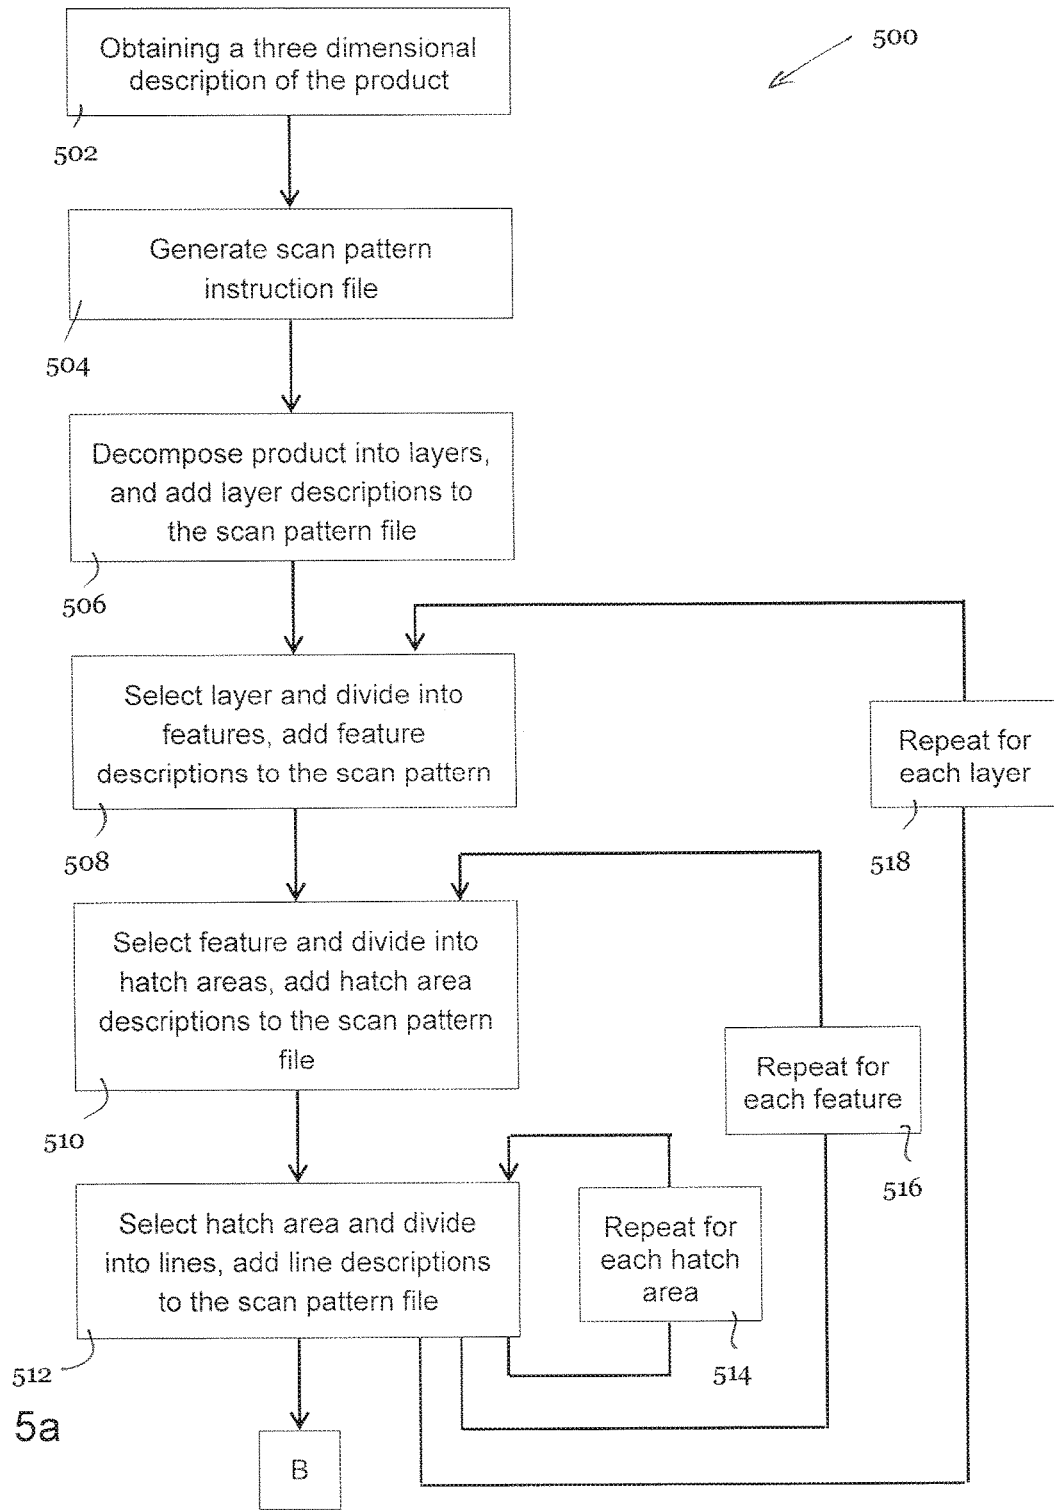 Obtaining a three dimensional
description of the product
500
502
Generate scan pattern
instruction file
504
Decompose product into layers,
and add layer descriptions to
the scan pattern file
506
Select layer and divide into
features, add feature
descriptions to the scan pattern
508
Repeat for
each layer
518
Select feature and divide into
hatch areas, add hatch area
descriptions to the scan pattern
file
510
Repeat for
each feature
516
Select hatch area and divide
into lines, add line descriptions
to the scan pattern file
512
Repeat for
each hatch
area
514
5a
B